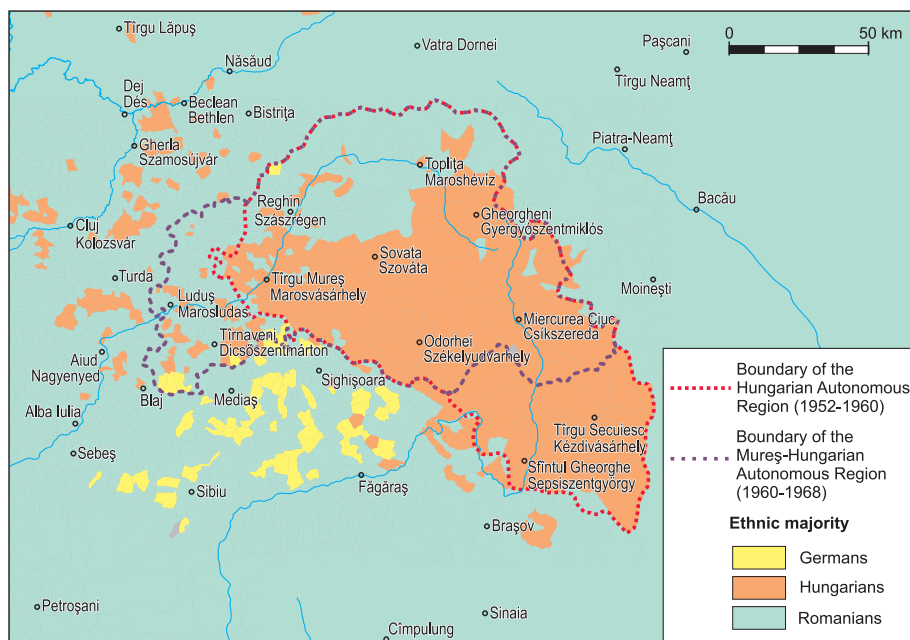 Tîrgu Lăpuş
Vatra Dornei
0
50 km
Paşcani
Năsăud
Tîrgu Neamţ
Dej
Dés
Beclean
Bethlen
Bistriţa
Gherla
Szamosújvár
Piatra-Neamţ
Topliţa
Maroshévíz
Bacău
Reghin
Szászrégen
Gheorgheni
Gyergyószentmiklós
Cluj
Kolozsvár
Sovata
Szováta
Turda
Tîrgu Mureş
Marosvásárhely
Moineşti
Luduş
Marosludas
Miercurea Ciuc
Csíkszereda
Tîrnaveni
Dicsőszentmárton
Odorhei
Székelyudvarhely
Aiud
Nagyenyed
Sighişoara
Blaj
Mediaş
Alba Iulia
Tîrgu Secuiesc
Kézdivásárhely
Sebeş
Sfîntul Gheorghe
Sepsiszentgyörgy
Sibiu
Făgăraş
Braşov
Petroşani
Sinaia
Cîmpulung
Boundary of the
Hungarian Autonomous
Region (1952-1960)
Boundary of the
Mureş-Hungarian
Autonomous Region
(1960-1968)
Ethnic majority
Germans
Hungarians
Romanians